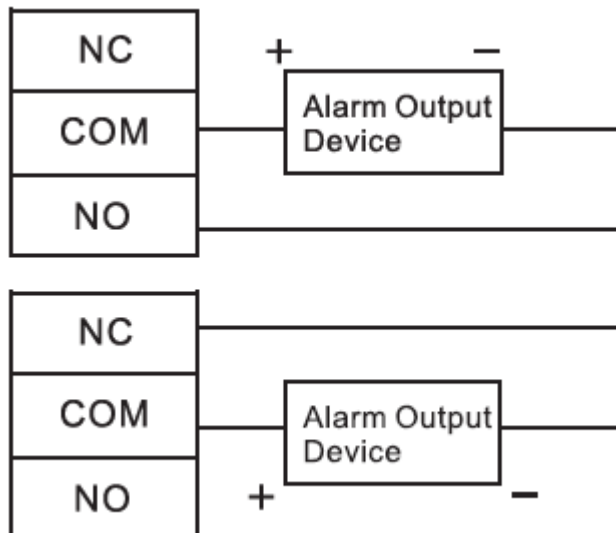 NC
+ −
COM
Alarm Output
Device
NO
NC
COM
Alarm Output
Device
NO
+ −